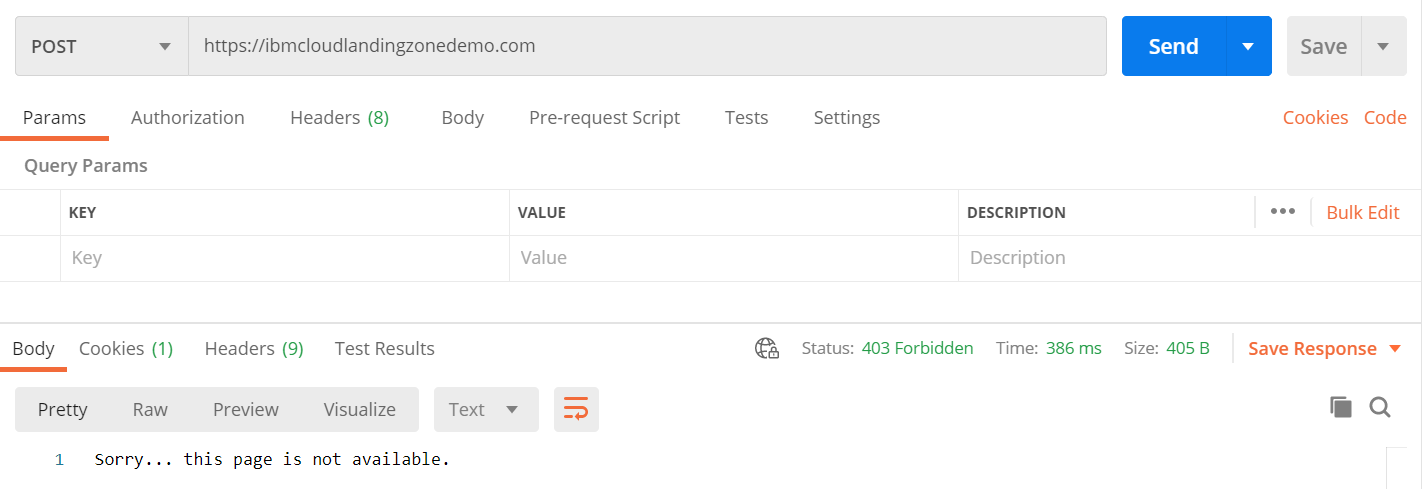 POST https://ibmcloudlandingzonedemo.com Send Save
Params Authorization Headers (8) Body Pre-request Script Tests Settings Cookies Code
Query Params
KEY VALUE DESCRIPTION ••• Bulk Edit
Key Value Description
Body Cookies (1) Headers (9) Test Results Status: 403 Forbidden Time: 386 ms Size: 405 B Save Response
Pretty Raw Preview Visualize Text
1 Sorry... this page is not available.